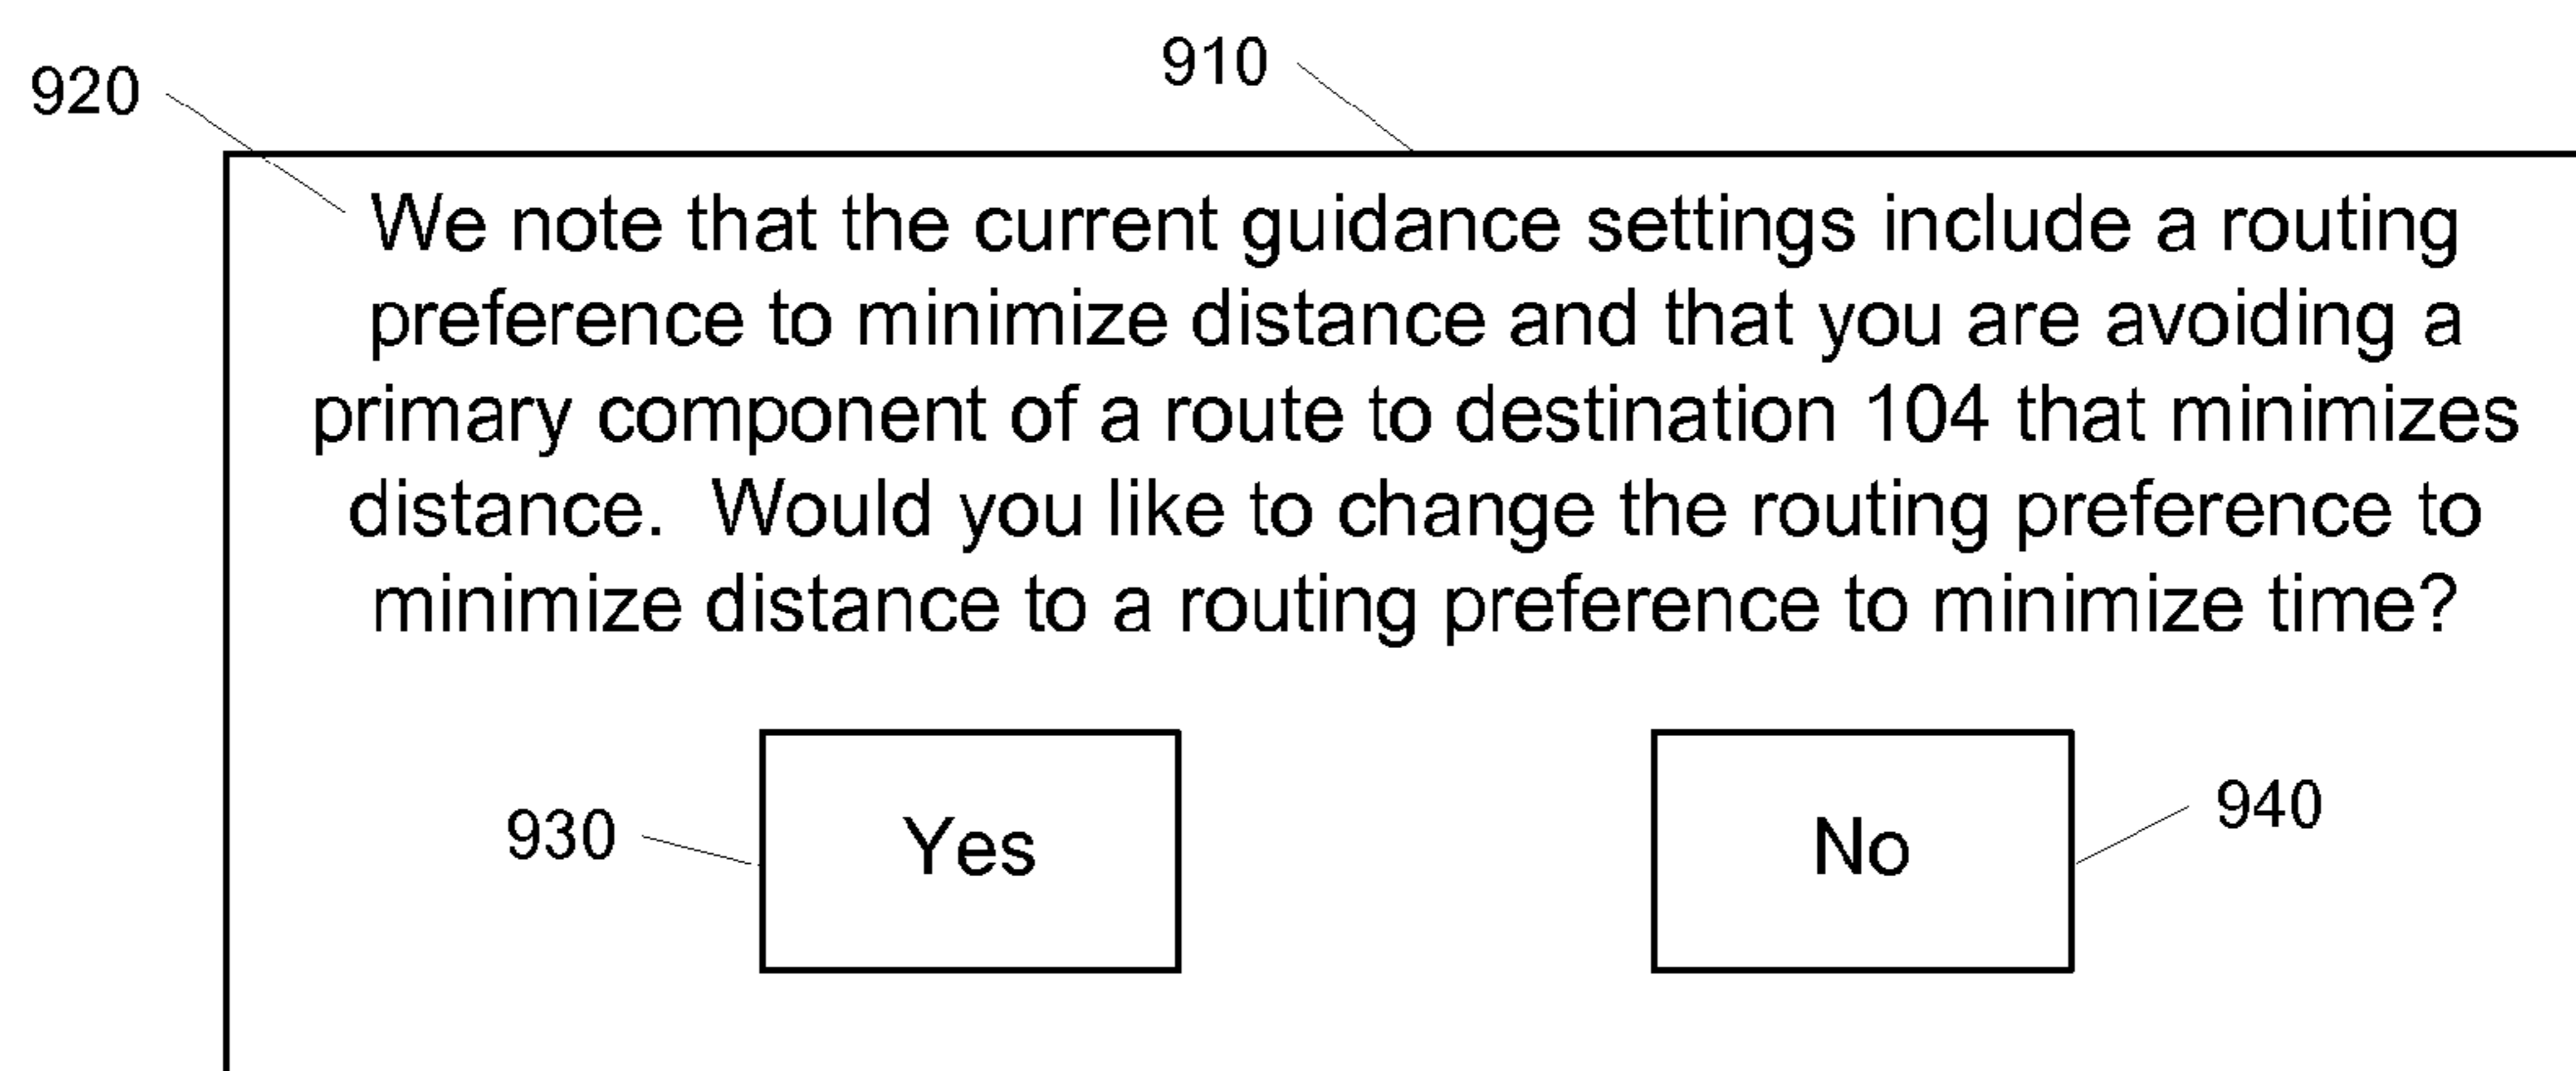 910
920
We note that the current guidance settings include a routing
preference to minimize distance and that you are avoiding a
primary component of a route to destination 104 that minimizes
distance.  Would you like to change the routing preference to
minimize distance to a routing preference to minimize time?
930
Yes
No
940